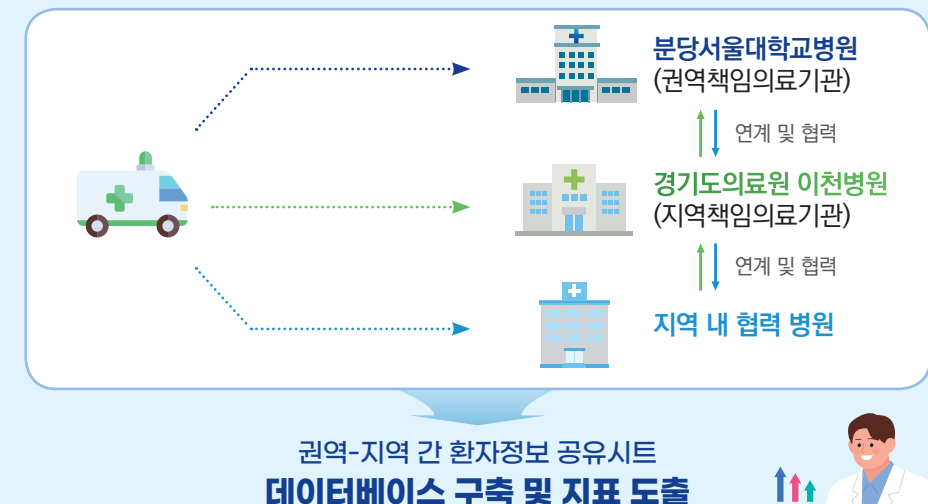 분당서울대학교병원
(권역책임의료기관)
연계 및 협력
경기도의료원 이천병원
(지역책임의료기관)
연계 및 협력
지역 내 협력 병원
권역-지역 간 환자정보 공유시트
데이터베이스 구축 및 지표 도출